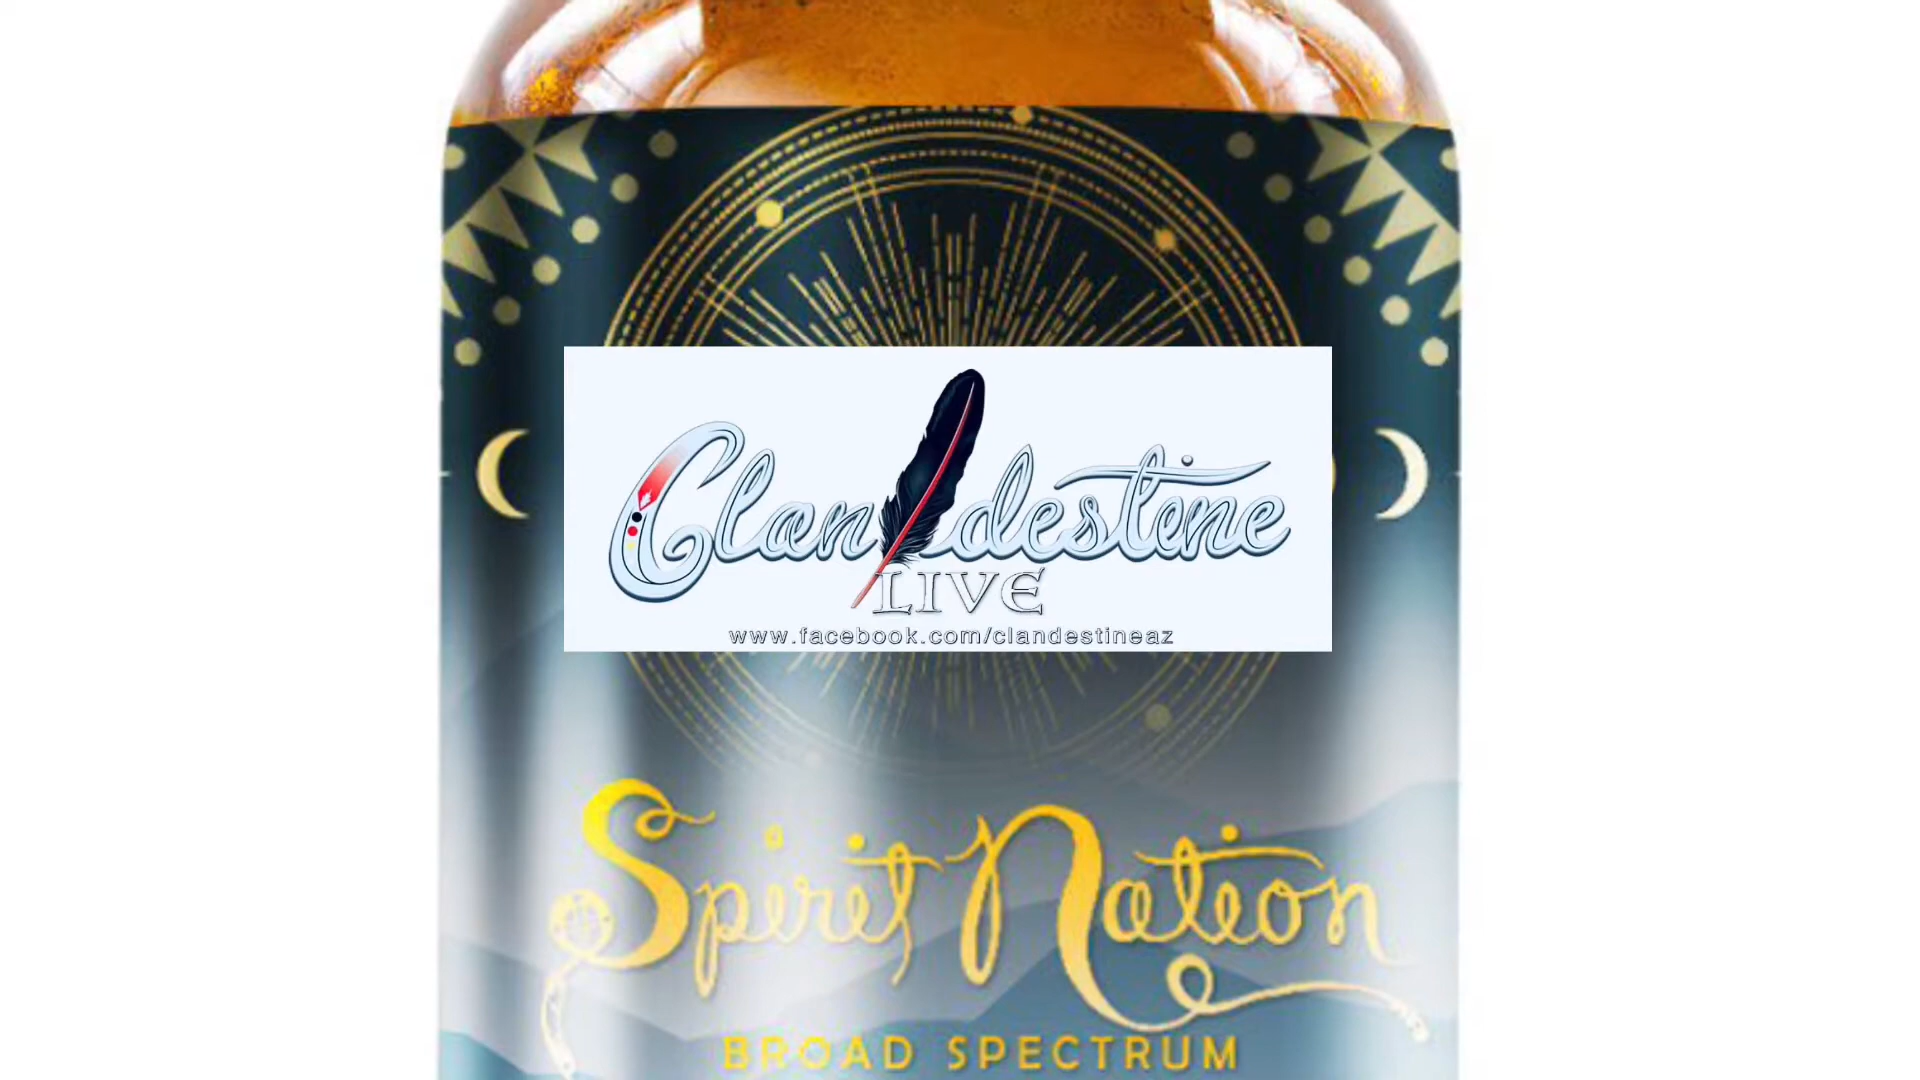 Clandestine
LIVE
www.facebook.com/clandestineaz
Spirit Nation
BROAD SPECTRUM